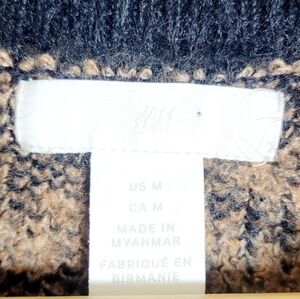 US M
CA M
MADE IN
MYANMAR
FABRIQUÉ EN
BIRMANIE